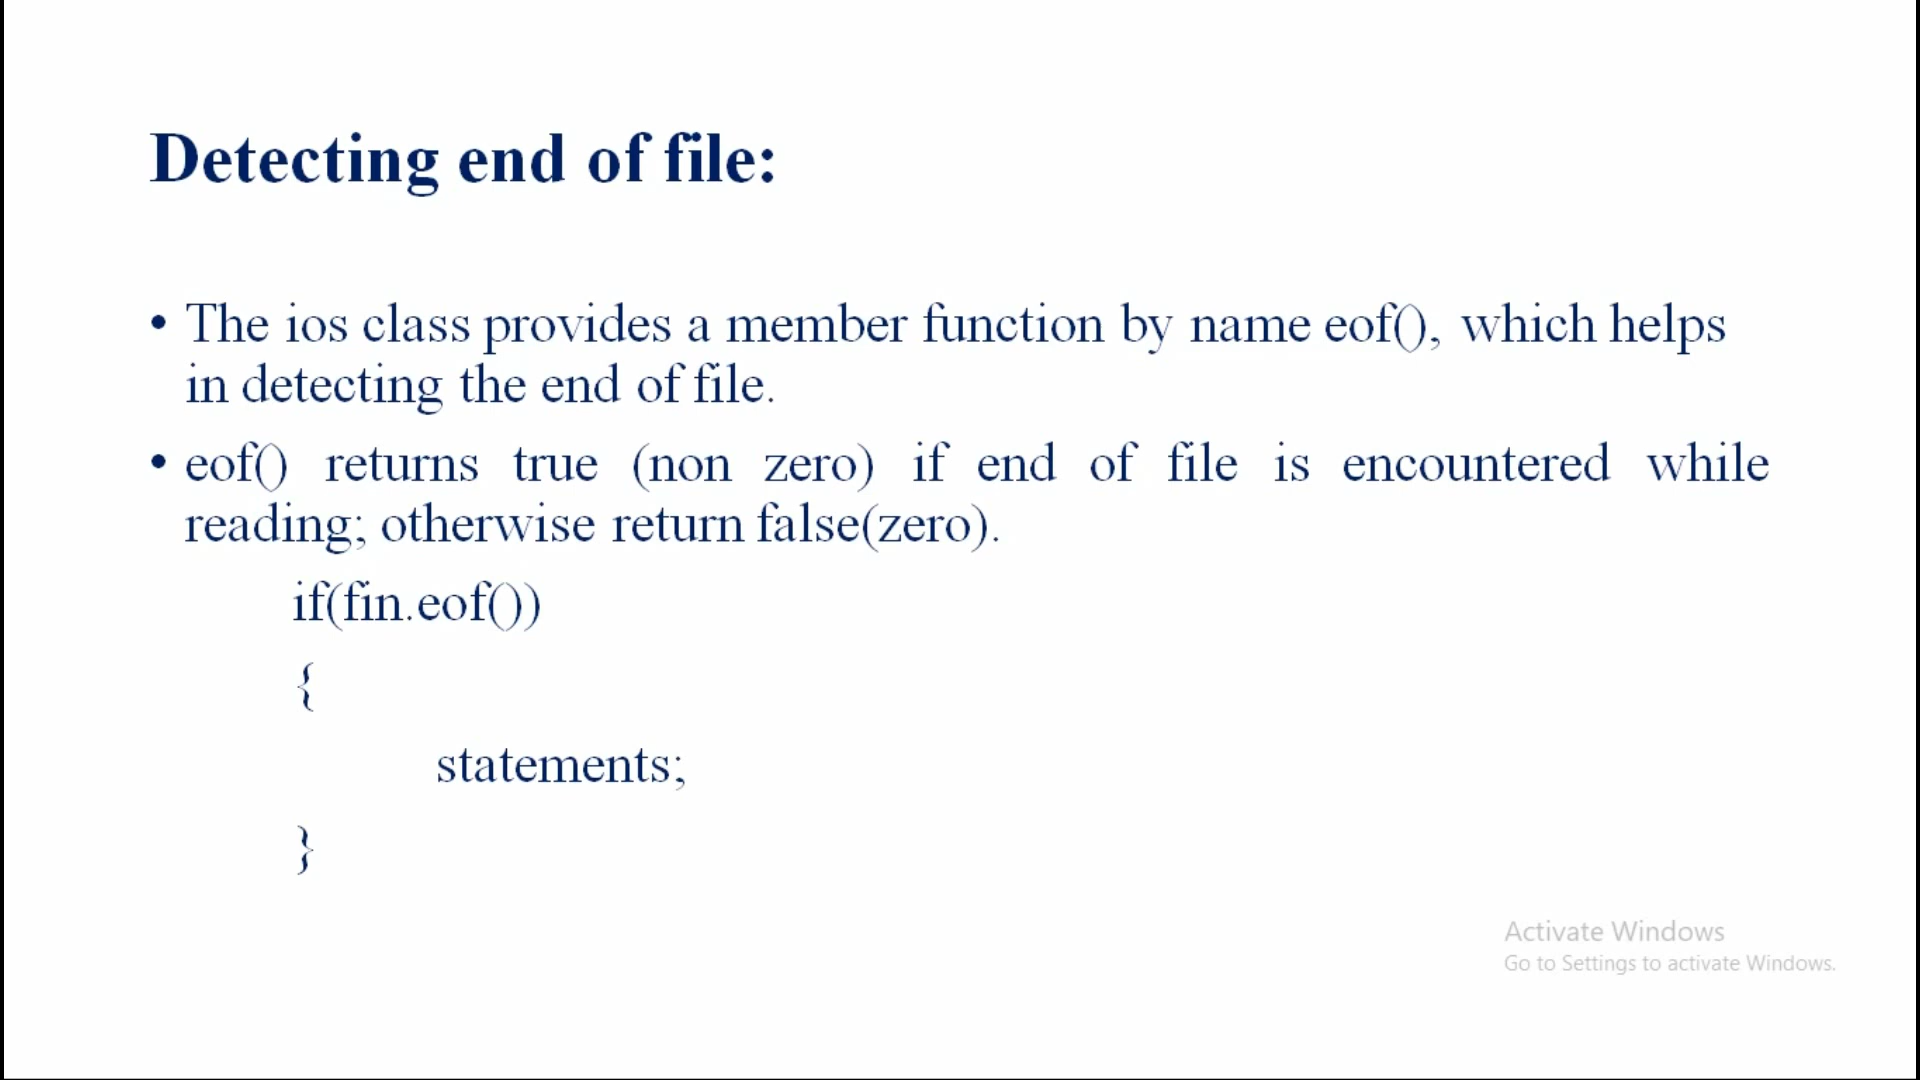 Detecting end of file:
• The ios class provides a member function by name eof(), which helps
in detecting the end of file.
• eof() returns true (non zero) if end of file is encountered while
reading; otherwise return false(zero).
if(fin.eof())
{
statements;
}
Activate Windows
Go to Settings to activate Windows.